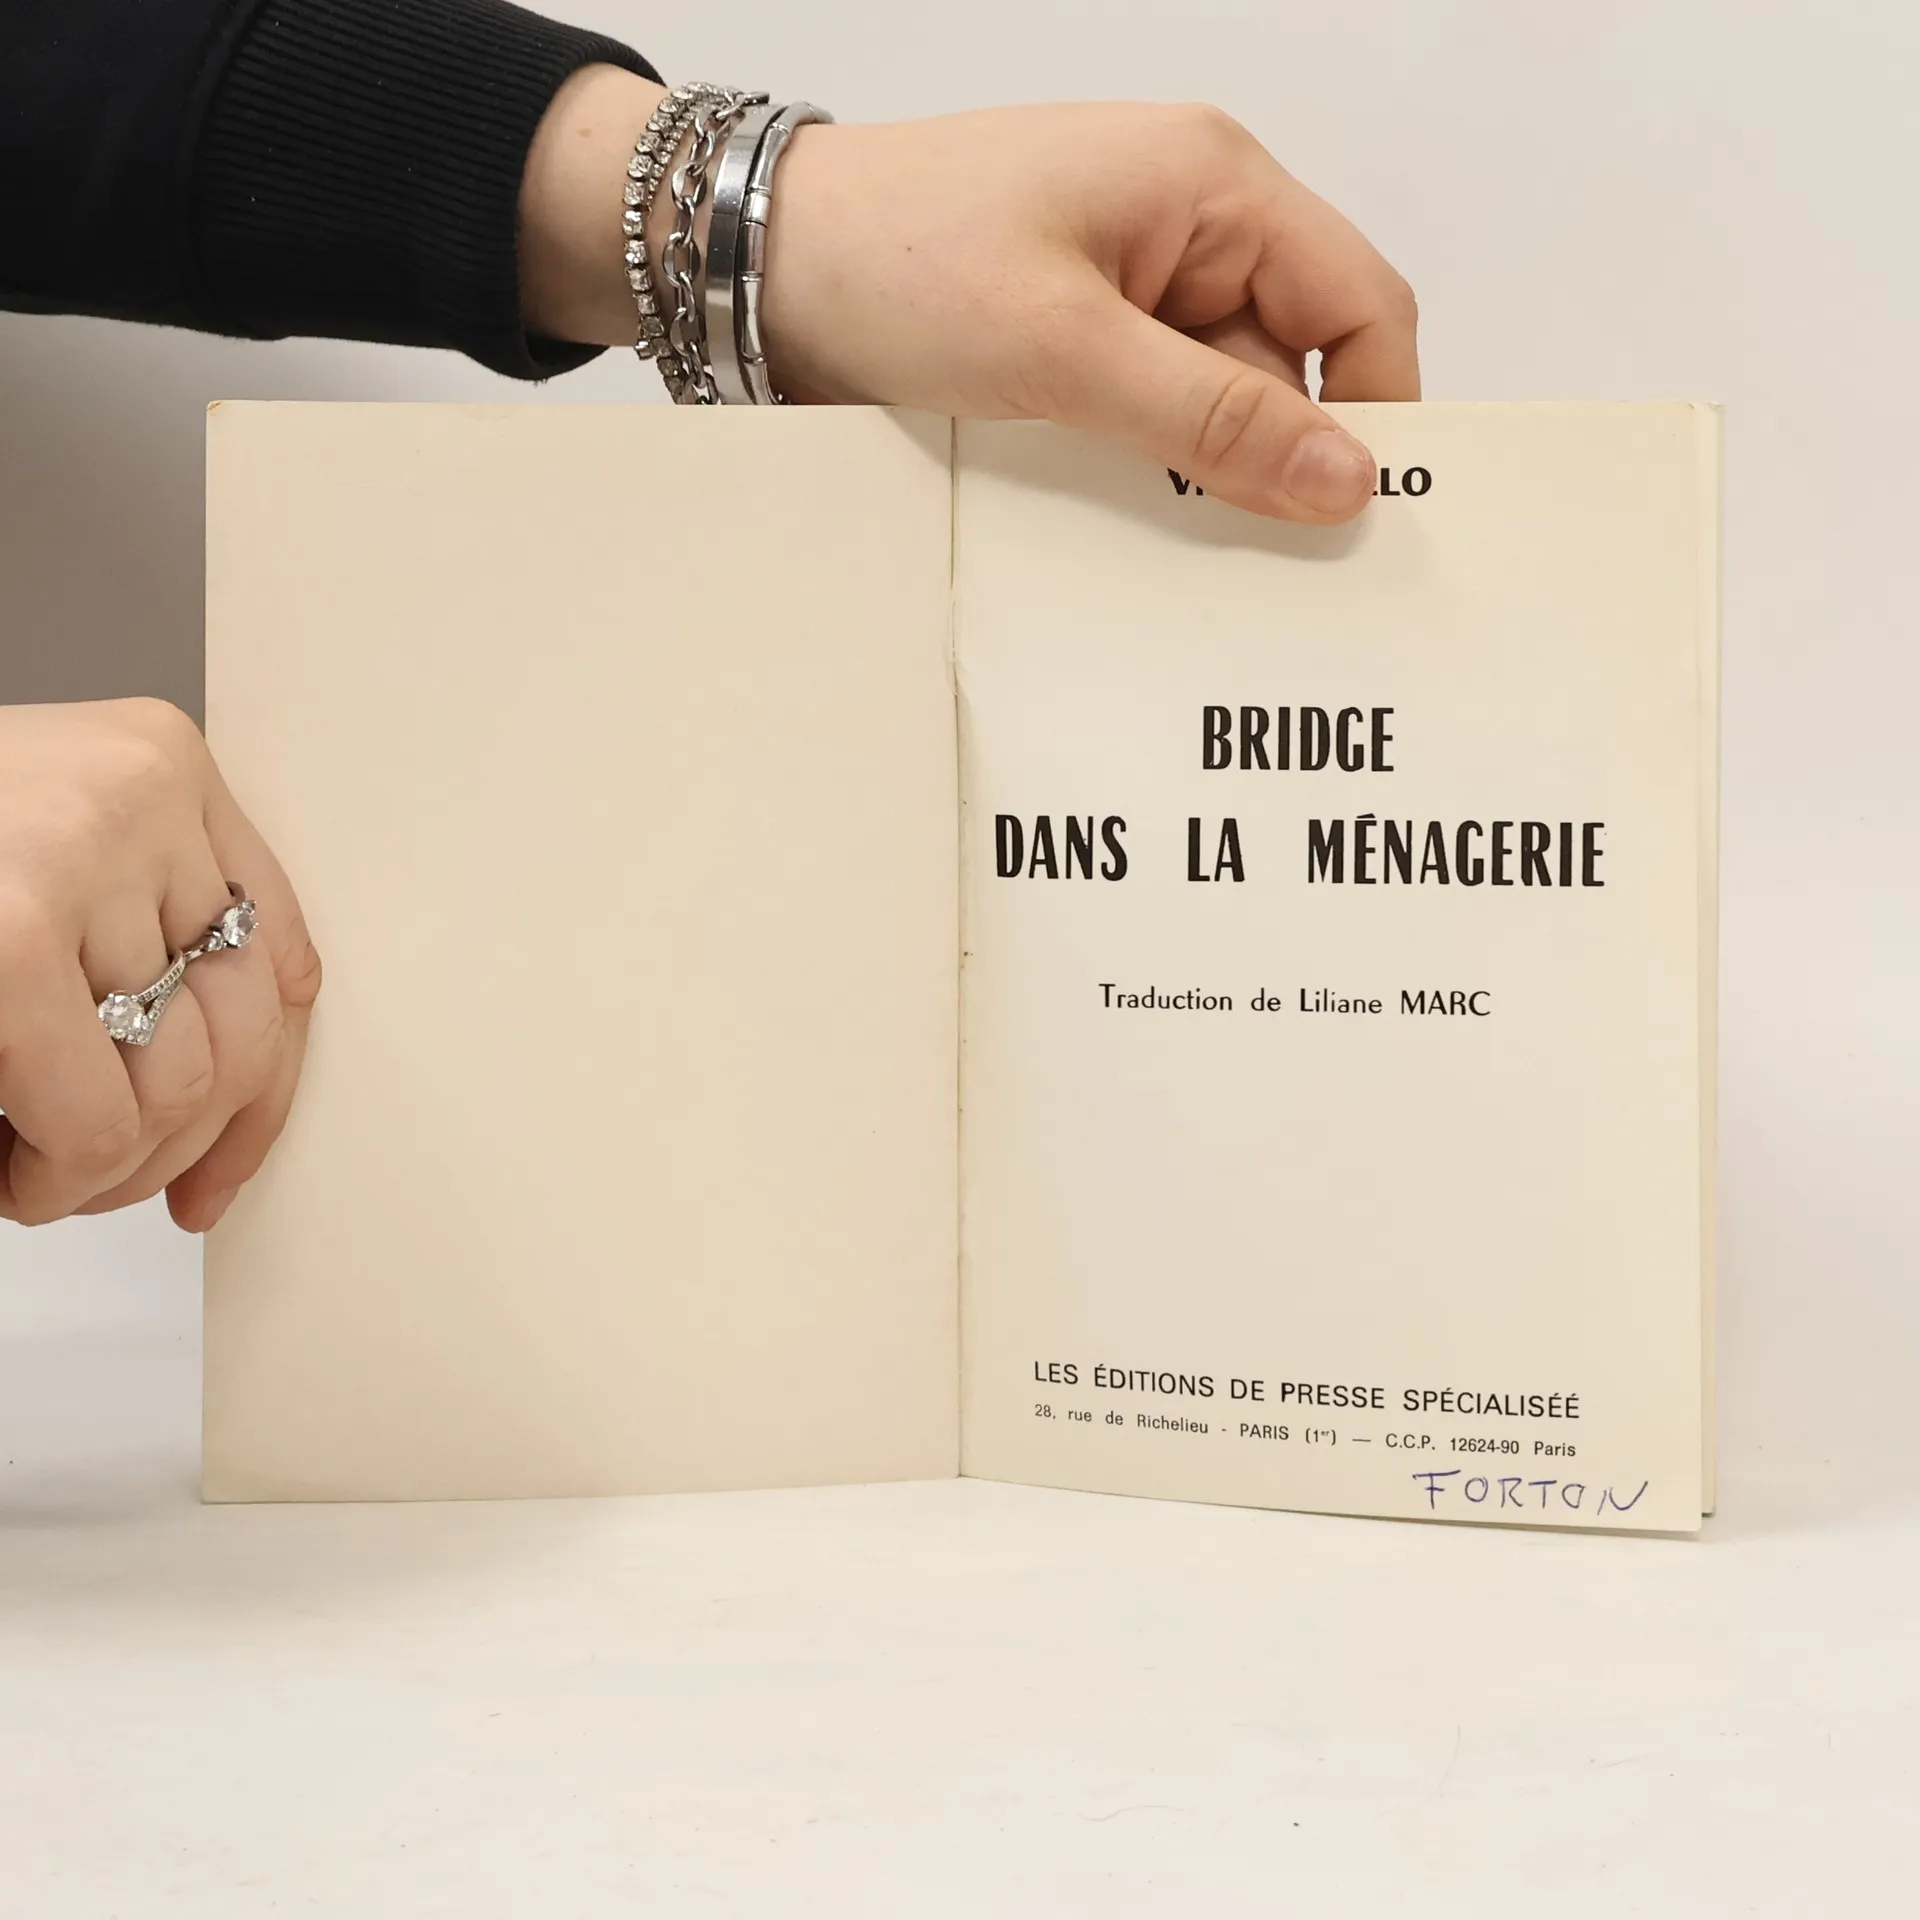 BRIDGE
DANS LA MÉNAGERIE
Traduction de Liliane MARC
LES ÉDITIONS DE PRESSE SPÉCIALISÉÉ
28, rue de Richelieu - PARIS (1er) — C.C.P. 12624-90 Paris
FORTON